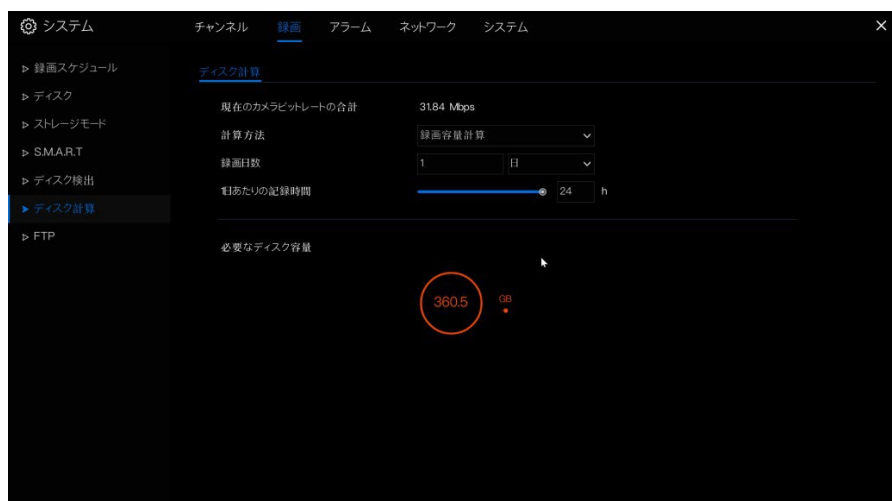 システム
チャンネル 録画 アラーム ネットワーク システム
録画スケジュール
ディスク
ストレージモード
S.M.A.R.T
ディスク検出
ディスク計算
FTP
ディスク計算
現在のカメラビットレートの合計 31.84 Mbps
計算方法 録画容量計算
録画日数 1 日
1日あたりの記録時間 24 h
必要なディスク容量
360.5 GB